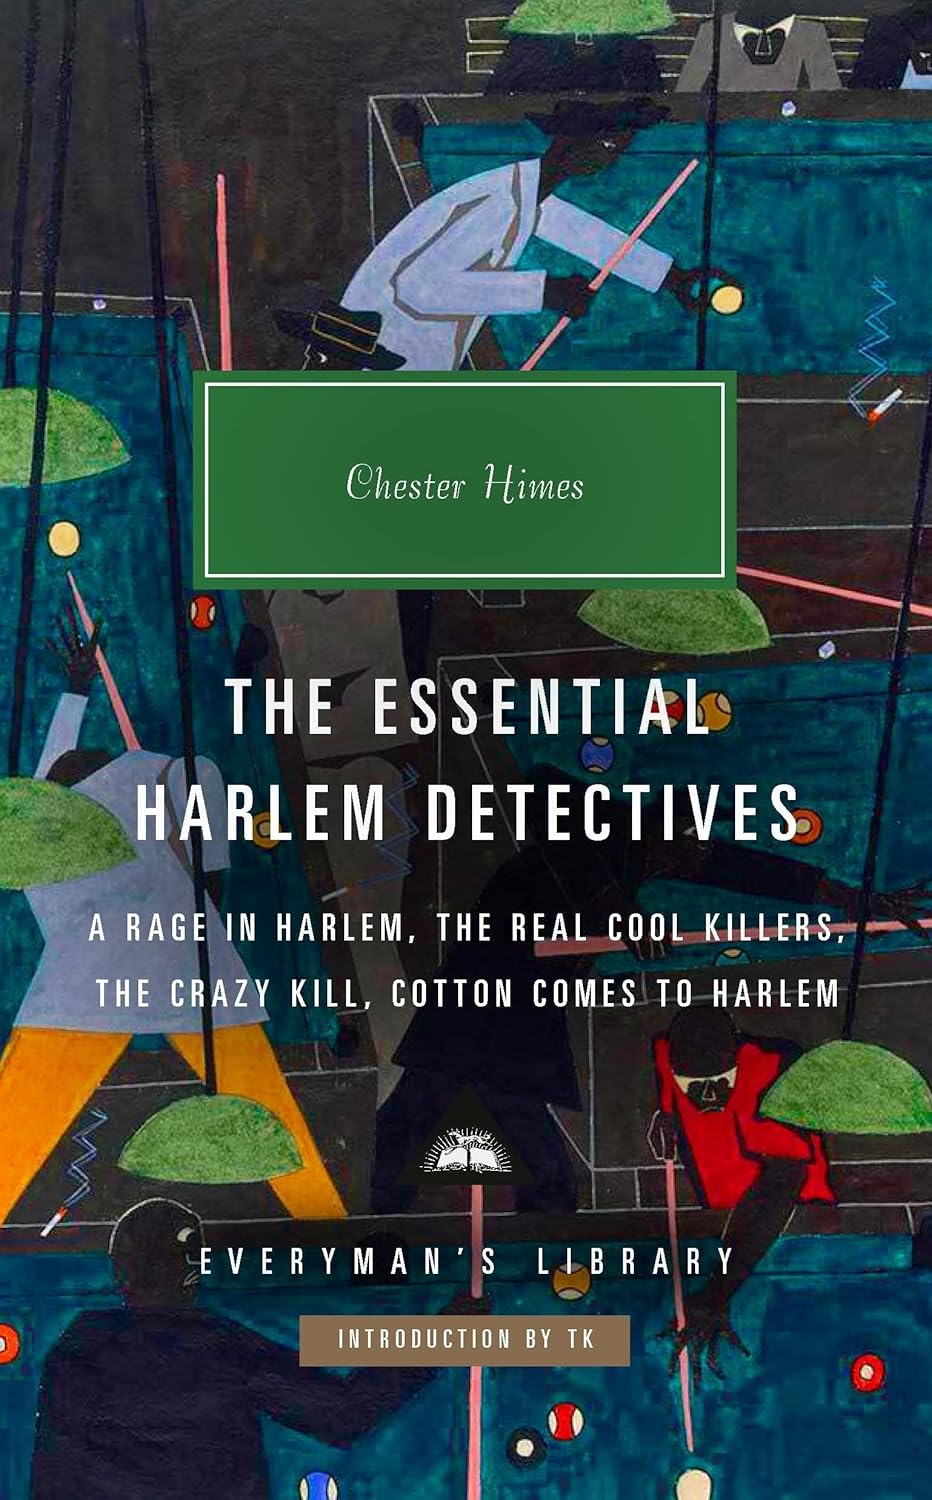 Chester Himes
THE ESSENTIAL
HARLEM DETECTIVES
A RAGE IN HARLEM, THE REAL COOL KILLERS,
THE CRAZY KILL, COTTON COMES TO HARLEM
EVERYMAN'S LIBRARY
INTRODUCTION BY TK